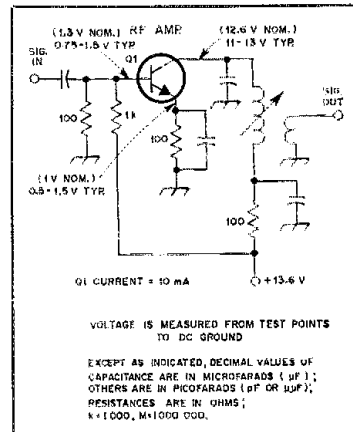 (1.3 V NOM.) RF AMP. (12.6 V NOM.)
0.75-1.5 V TYP. Q1 11-13 V TYP.
SIG.
IN
SIG.
OUT
100
1k
100
(1 V NOM.)
0.5-1.5 V TYP.
100
Q1 CURRENT = 10 mA
+13.6 V
VOLTAGE IS MEASURED FROM TEST POINTS
TO DC GROUND
EXCEPT AS INDICATED, DECIMAL VALUES OF
CAPACITANCE ARE IN MICROFARADS (µF);
OTHERS ARE IN PICOFARADS (pF OR µµF);
RESISTANCES ARE IN OHMS;
k=1000, M=1000 000.